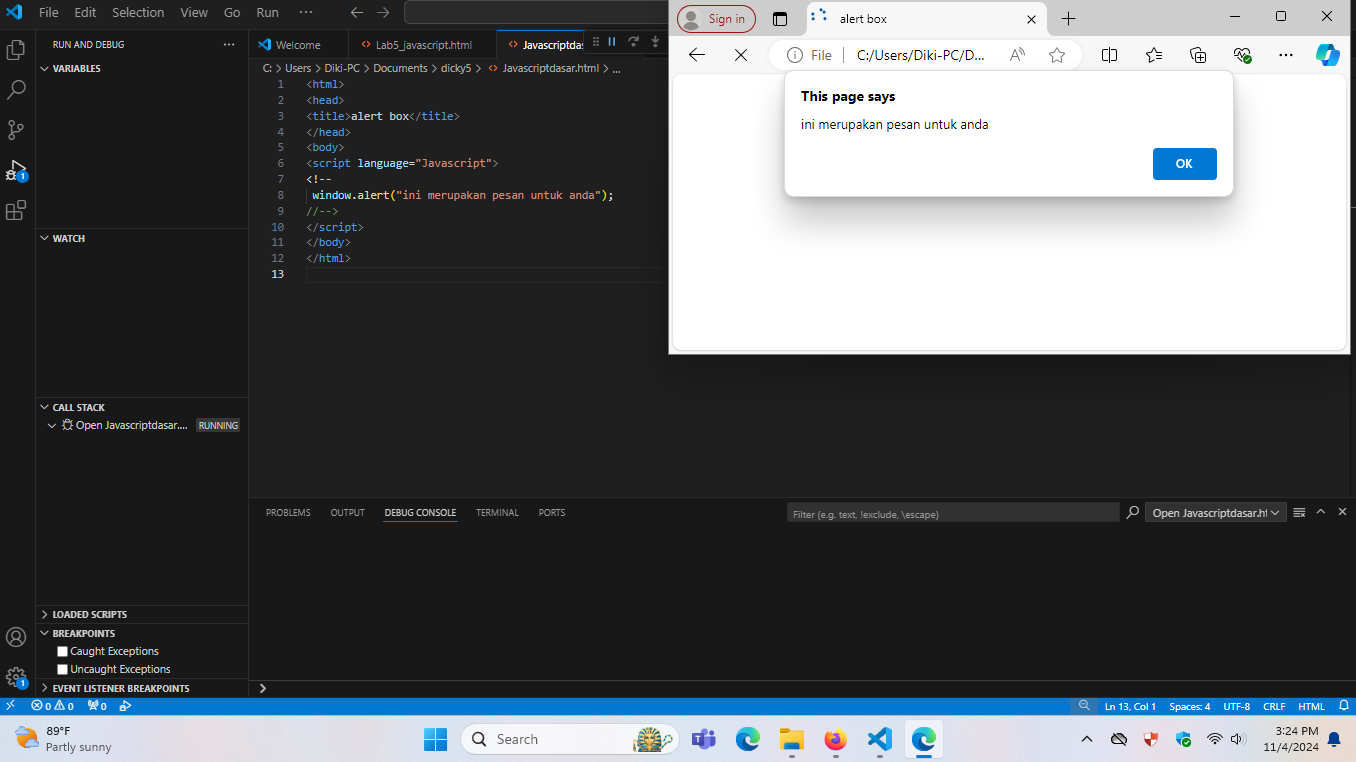 File Edit Selection View Go Run ···
RUN AND DEBUG ···
VARIABLES
WATCH
CALL STACK
Open Javascriptdasar.... RUNNING
LOADED SCRIPTS
BREAKPOINTS
Caught Exceptions
Uncaught Exceptions
EVENT LISTENER BREAKPOINTS
Welcome Lab5_javascript.html Javascriptdas
C: > Users > Diki-PC > Documents > dicky5 > Javascriptdasar.html > ...
1 <html>
2 <head>
3 <title>alert box</title>
4 </head>
5 <body>
6 <script language="Javascript">
7 <!--
8 window.alert("ini merupakan pesan untuk anda");
9 //-->
10 </script>
11 </body>
12 </html>
13
Sign in alert box
File C:/Users/Diki-PC/D...
This page says
ini merupakan pesan untuk anda
OK
PROBLEMS OUTPUT DEBUG CONSOLE TERMINAL PORTS
Filter (e.g. text, !exclude, \escape)
Open Javascriptdasar.ht
0 0 0
Ln 13, Col 1 Spaces: 4 UTF-8 CRLF HTML
89°F
Partly sunny
Search
3:24 PM
11/4/2024